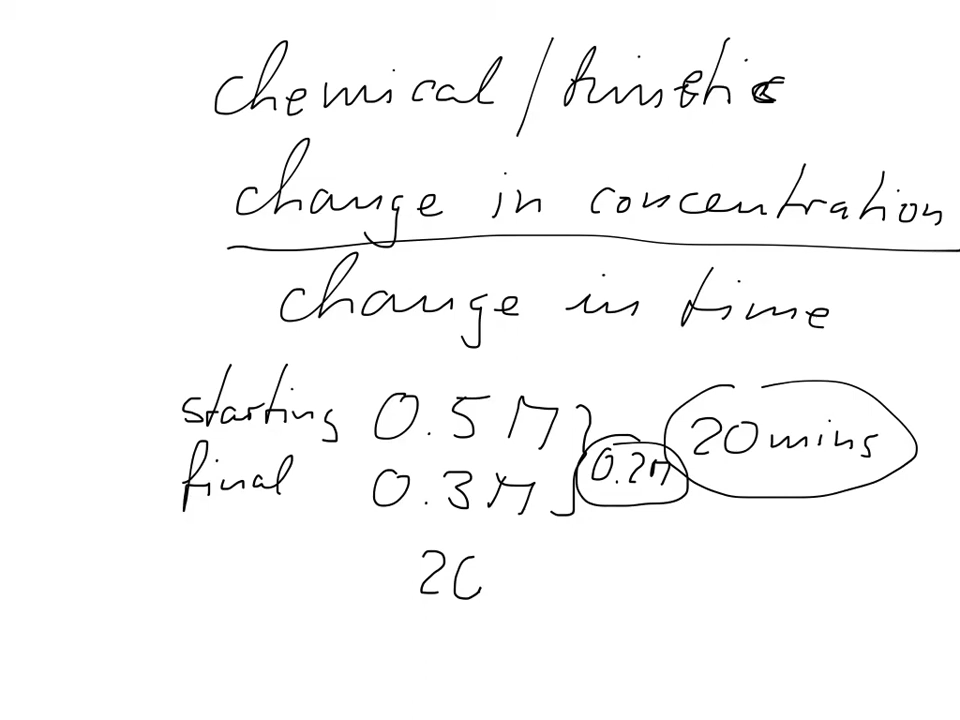 chemical / kinetic
change in concentration
change in time
starting 0.5 M
final 0.3 M
0.2 M
20 mins
20